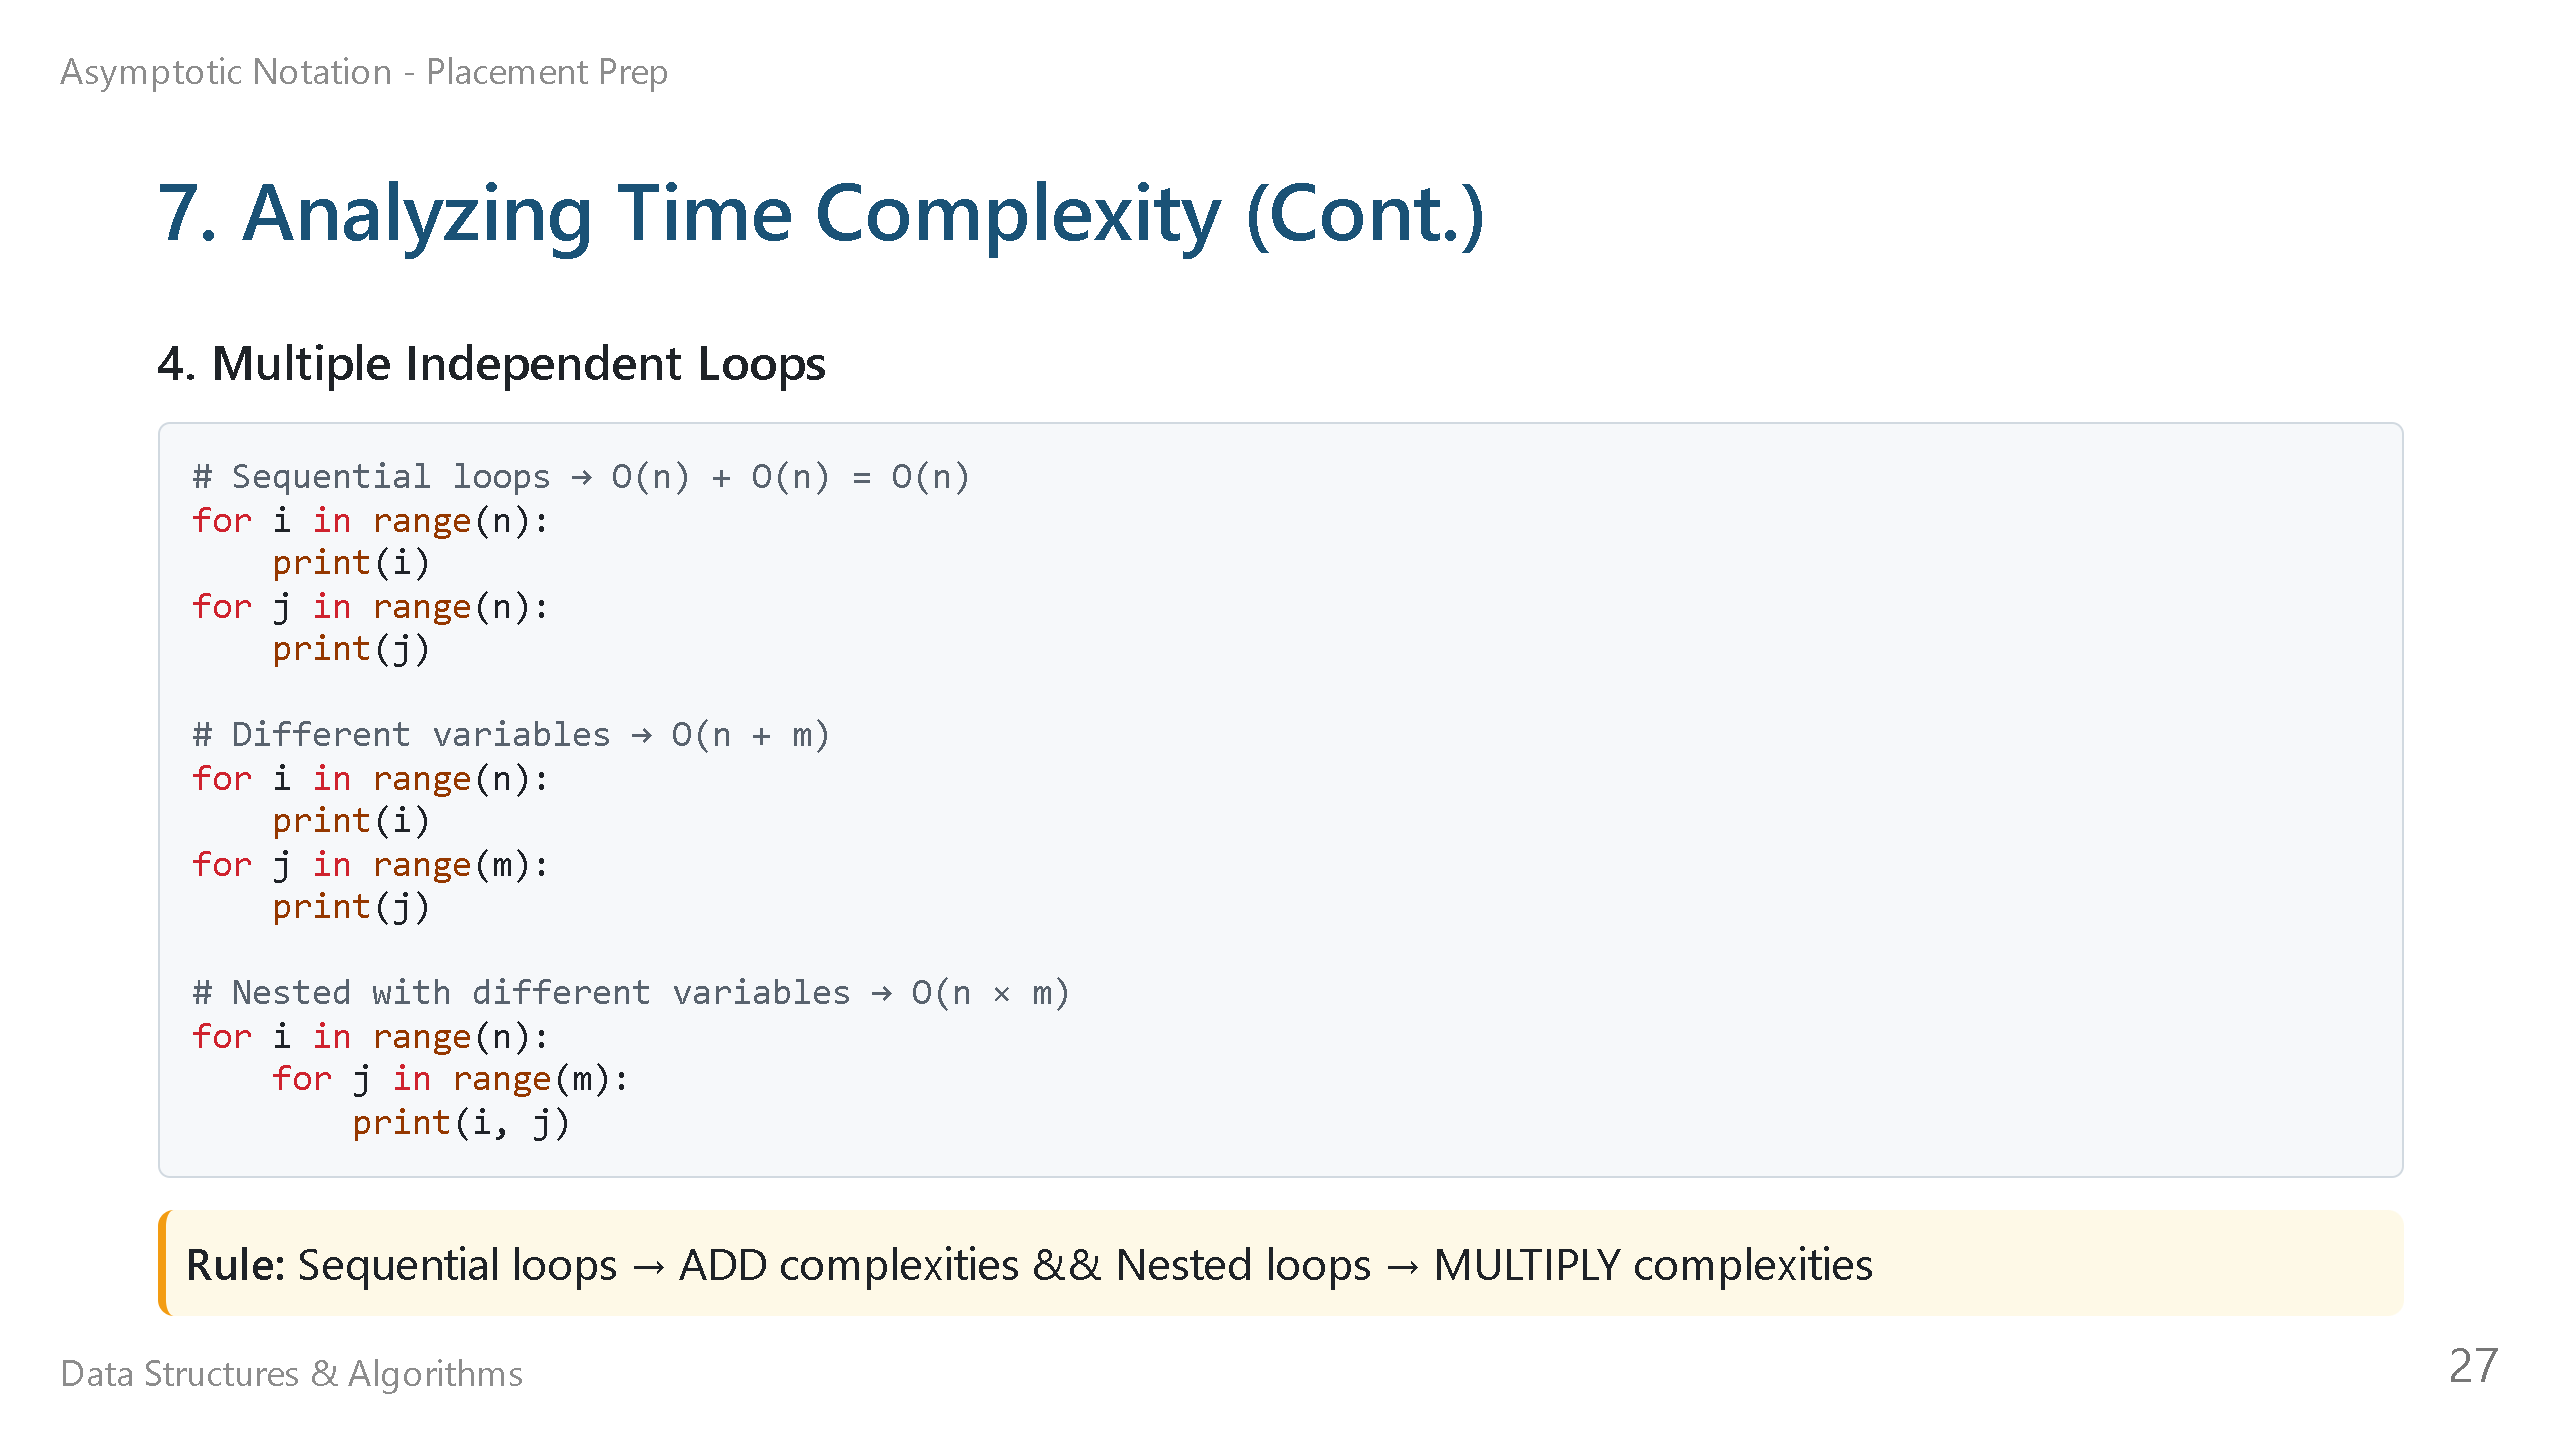 Asymptotic Notation - Placement Prep
7. Analyzing Time Complexity (Cont.)
4. Multiple Independent Loops
# Sequential loops → O(n) + O(n) = O(n)
for i in range(n):
    print(i)
for j in range(n):
    print(j)
# Different variables → O(n + m)
for i in range(n):
    print(i)
for j in range(m):
    print(j)
# Nested with different variables → O(n × m)
for i in range(n):
    for j in range(m):
        print(i, j)
Rule: Sequential loops → ADD complexities && Nested loops → MULTIPLY complexities
Data Structures & Algorithms
27